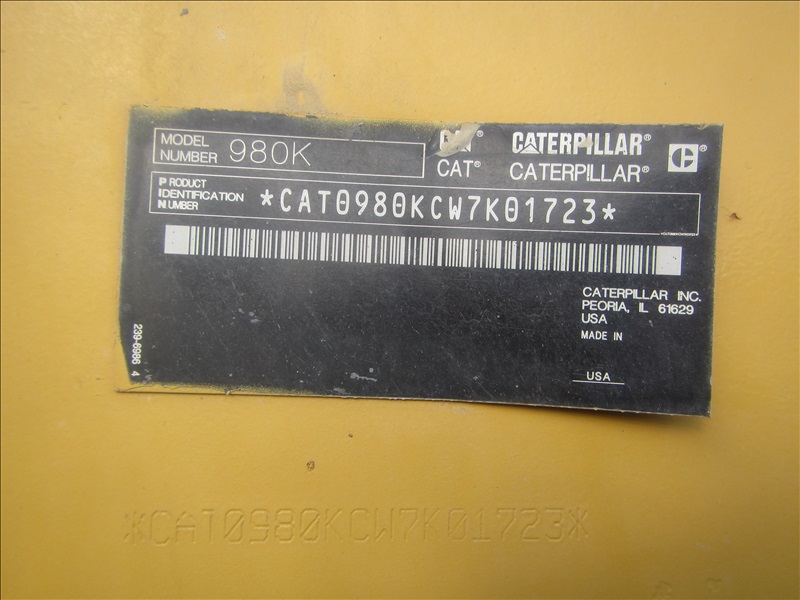 MODEL NUMBER 980K
CAT® CATERPILLAR® C®
CAT® CATERPILLAR®
PRODUCT IDENTIFICATION NUMBER *CAT0980KCW7K01723*
CATERPILLAR INC.
PEORIA, IL 61629
USA
MADE IN
USA
239-6986 4
*CAT0980KCW7K01723*